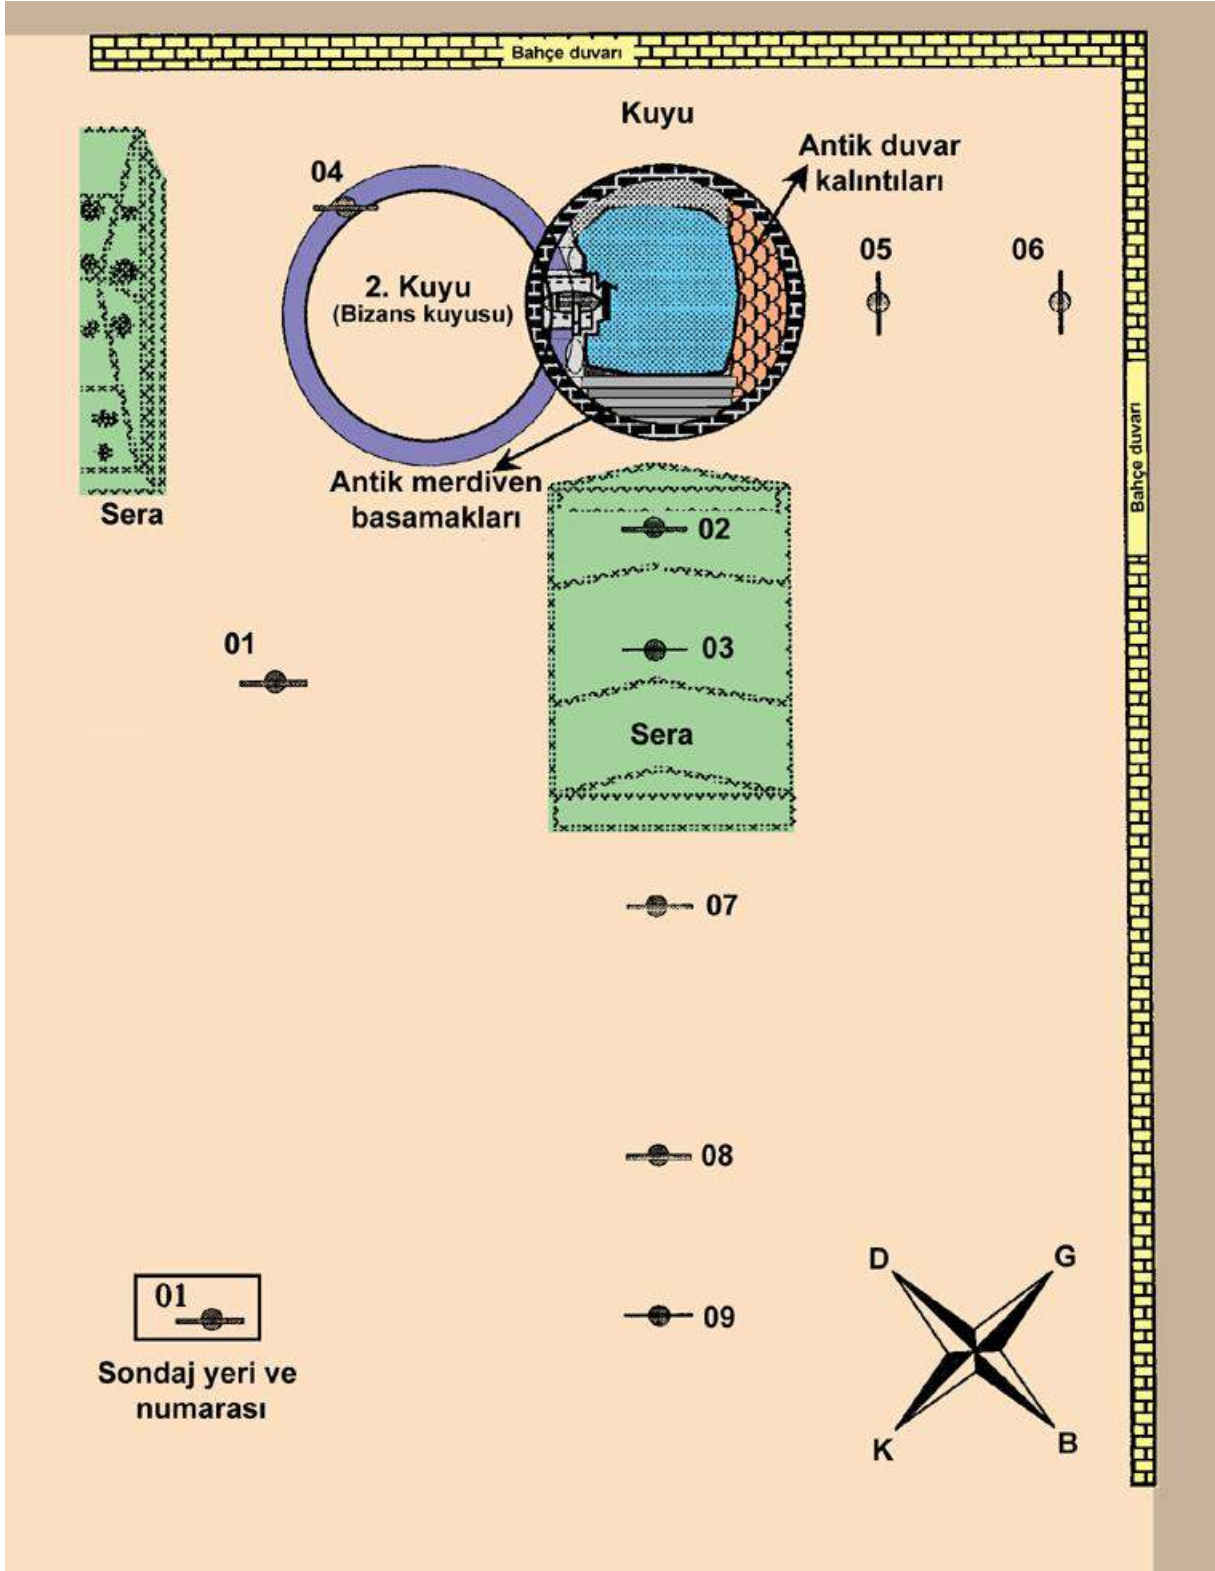 Bahçe duvarı
Kuyu
Antik duvar
kalıntıları
04
05
06
2. Kuyu
(Bizans kuyusu)
Bahçe duvarı
Antik merdiven
basamakları
Sera
02
01
03
Sera
07
08
D
G
01
09
Sondaj yeri ve
numarası
K
B